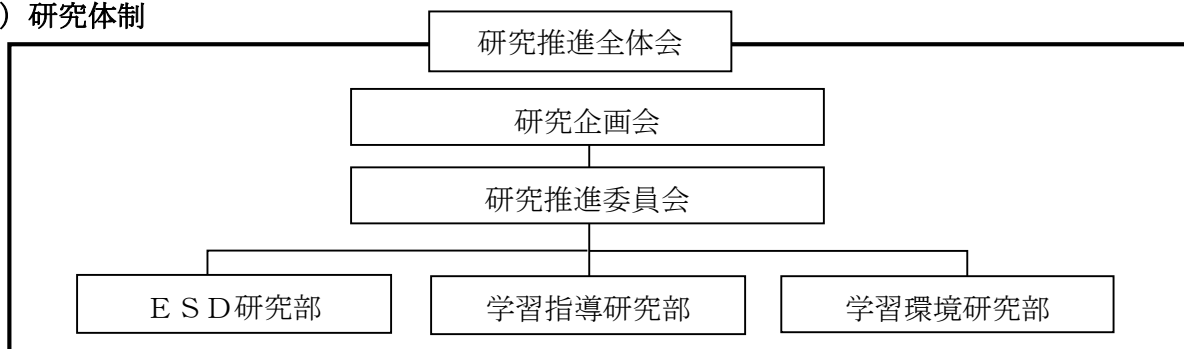 ）研究体制
研究推進全体会
研究企画会
研究推進委員会
ＥＳＤ研究部
学習指導研究部
学習環境研究部